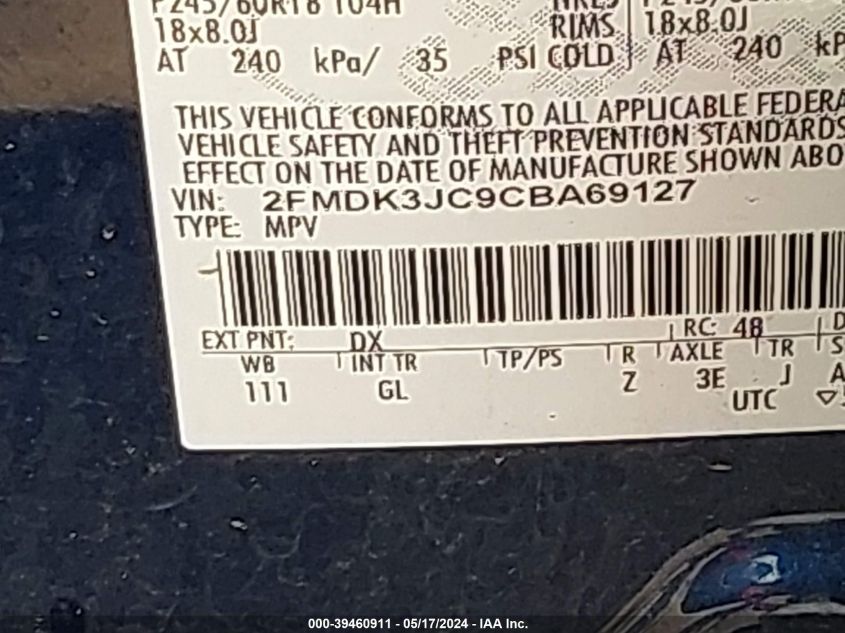 P245/60R18 104H
18x8.0J RIMS 18x8.0J
AT 240 kPa/ 35 PSI COLD AT 240
THIS VEHICLE CONFORMS TO ALL APPLICABLE FEDERA
VEHICLE SAFETY AND THEFT PREVENTION STANDARDS
EFFECT ON THE DATE OF MANUFACTURE SHOWN ABO
VIN: 2FMDK3JC9CBA69127
TYPE: MPV
EXT PNT: DX RC: 48
WB INT TR TP/PS R AXLE TR S
111 GL Z 3E J A
UTC
000-39460911 - 05/17/2024 - IAA Inc.